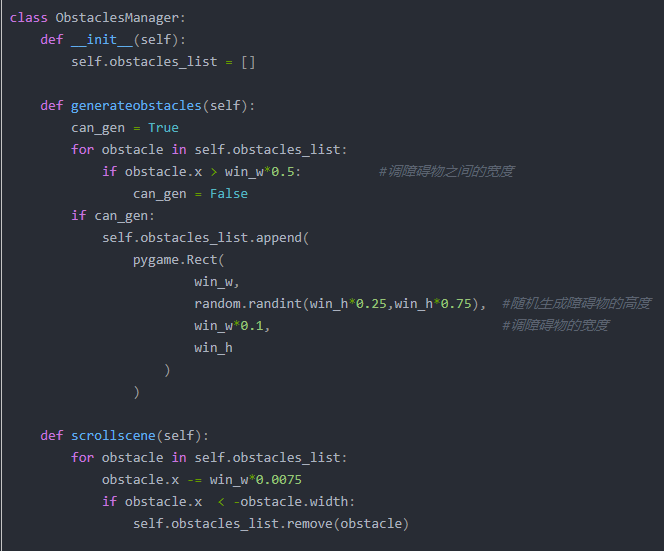 class ObstaclesManager:
    def __init__(self):
        self.obstacles_list = []
    def generateobstacles(self):
        can_gen = True
        for obstacle in self.obstacles_list:
            if obstacle.x > win_w*0.5:          #调障碍物之间的宽度
                can_gen = False
        if can_gen:
            self.obstacles_list.append(
                pygame.Rect(
                        win_w,
                        random.randint(win_h*0.25,win_h*0.75),  #随机生成障碍物的高度
                        win_w*0.1,                              #调障碍物的宽度
                        win_h
                    )
                )
    def scrollscene(self):
        for obstacle in self.obstacles_list:
            obstacle.x -= win_w*0.0075
            if obstacle.x  < -obstacle.width:
                self.obstacles_list.remove(obstacle)